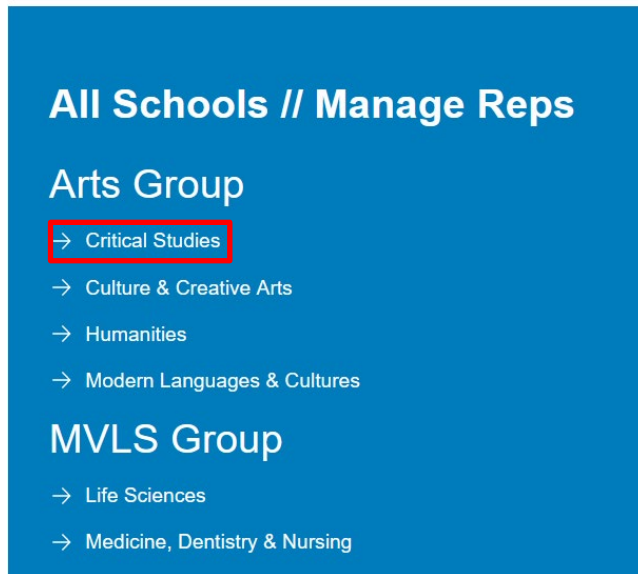 All Schools // Manage Reps
Arts Group
→ Critical Studies
→ Culture & Creative Arts
→ Humanities
→ Modern Languages & Cultures
MVLS Group
→ Life Sciences
→ Medicine, Dentistry & Nursing